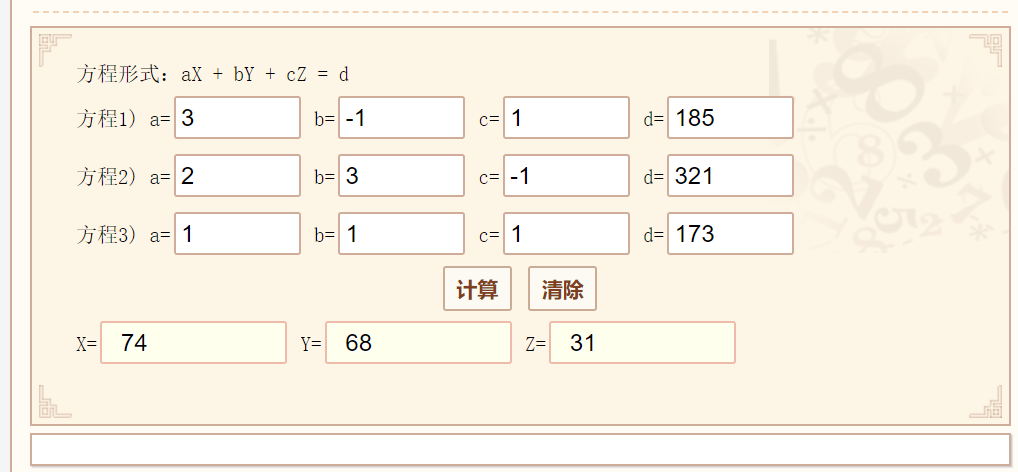 方程形式：aX + bY + cZ = d
方程1) a= 3 b= -1 c= 1 d= 185
方程2) a= 2 b= 3 c= -1 d= 321
方程3) a= 1 b= 1 c= 1 d= 173
计算 清除
X= 74 Y= 68 Z= 31